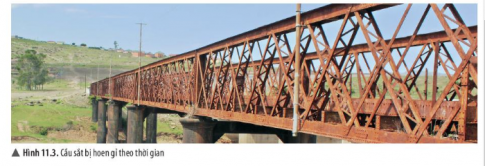 ▲ Hình 11.3. Cầu sắt bị hoen gỉ theo thời gian